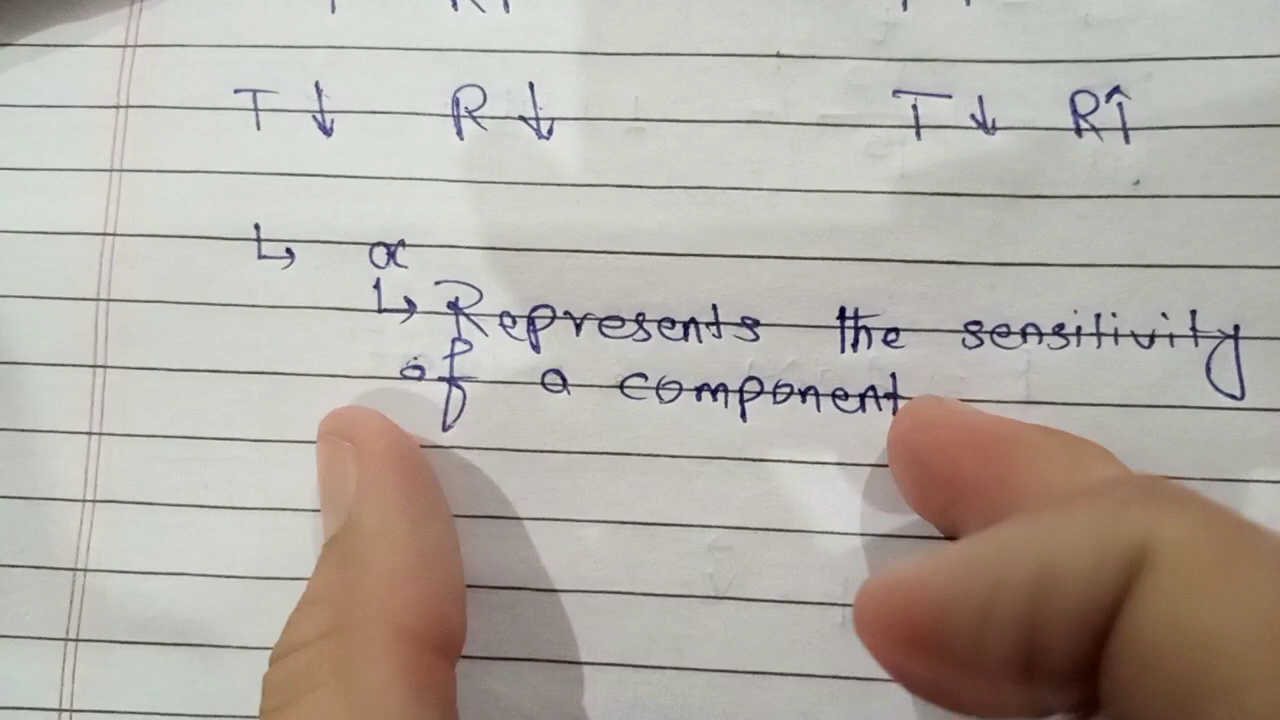 T ↓ R ↓ T ↓ R↑
↳ α
↳ Represents the sensitivity
of a component